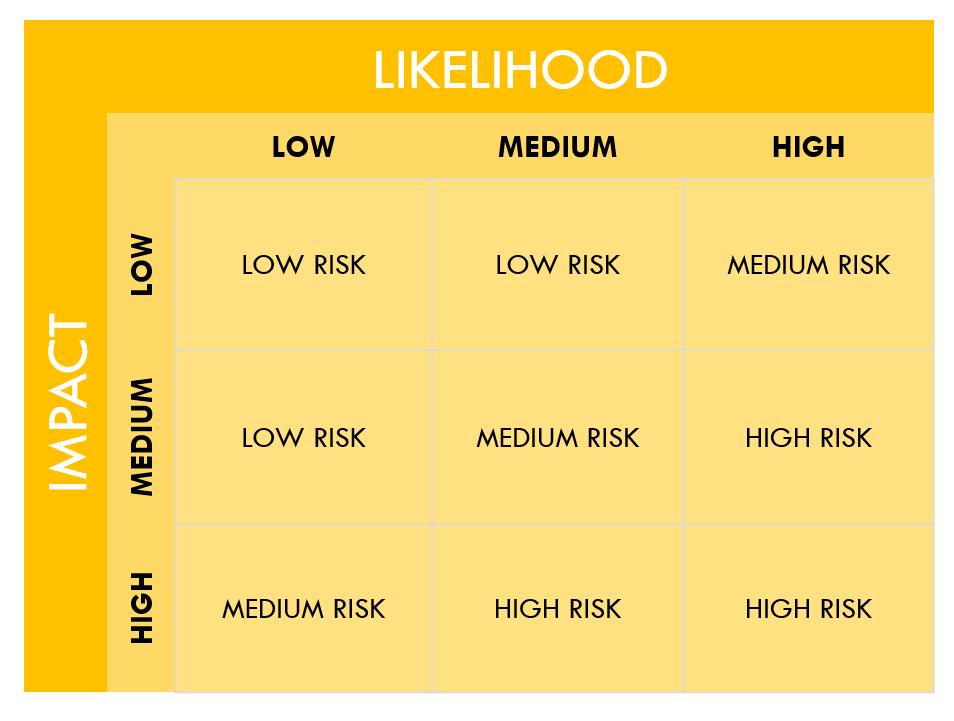 LIKELIHOOD
LOW MEDIUM HIGH
IMPACT
LOW
LOW RISK LOW RISK MEDIUM RISK
MEDIUM
LOW RISK MEDIUM RISK HIGH RISK
HIGH
MEDIUM RISK HIGH RISK HIGH RISK